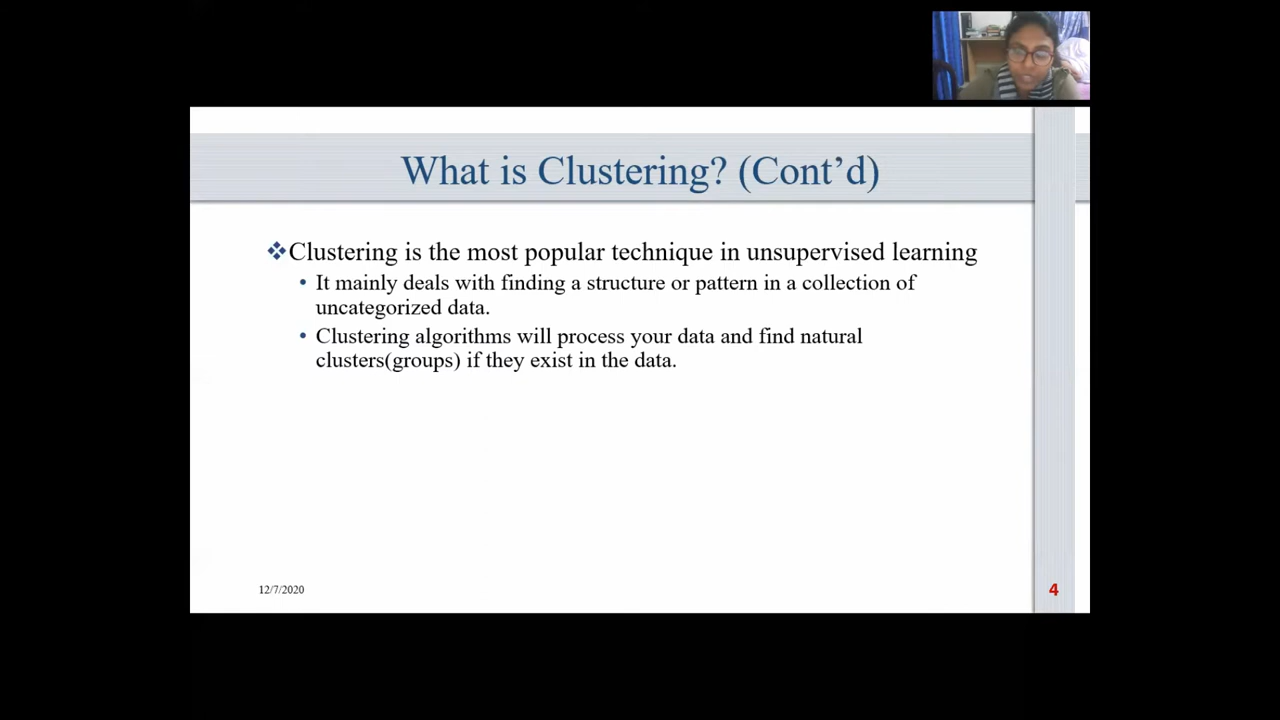 What is Clustering? (Cont’d)
❖Clustering is the most popular technique in unsupervised learning
• It mainly deals with finding a structure or pattern in a collection of
uncategorized data.
• Clustering algorithms will process your data and find natural
clusters(groups) if they exist in the data.
12/7/2020
4